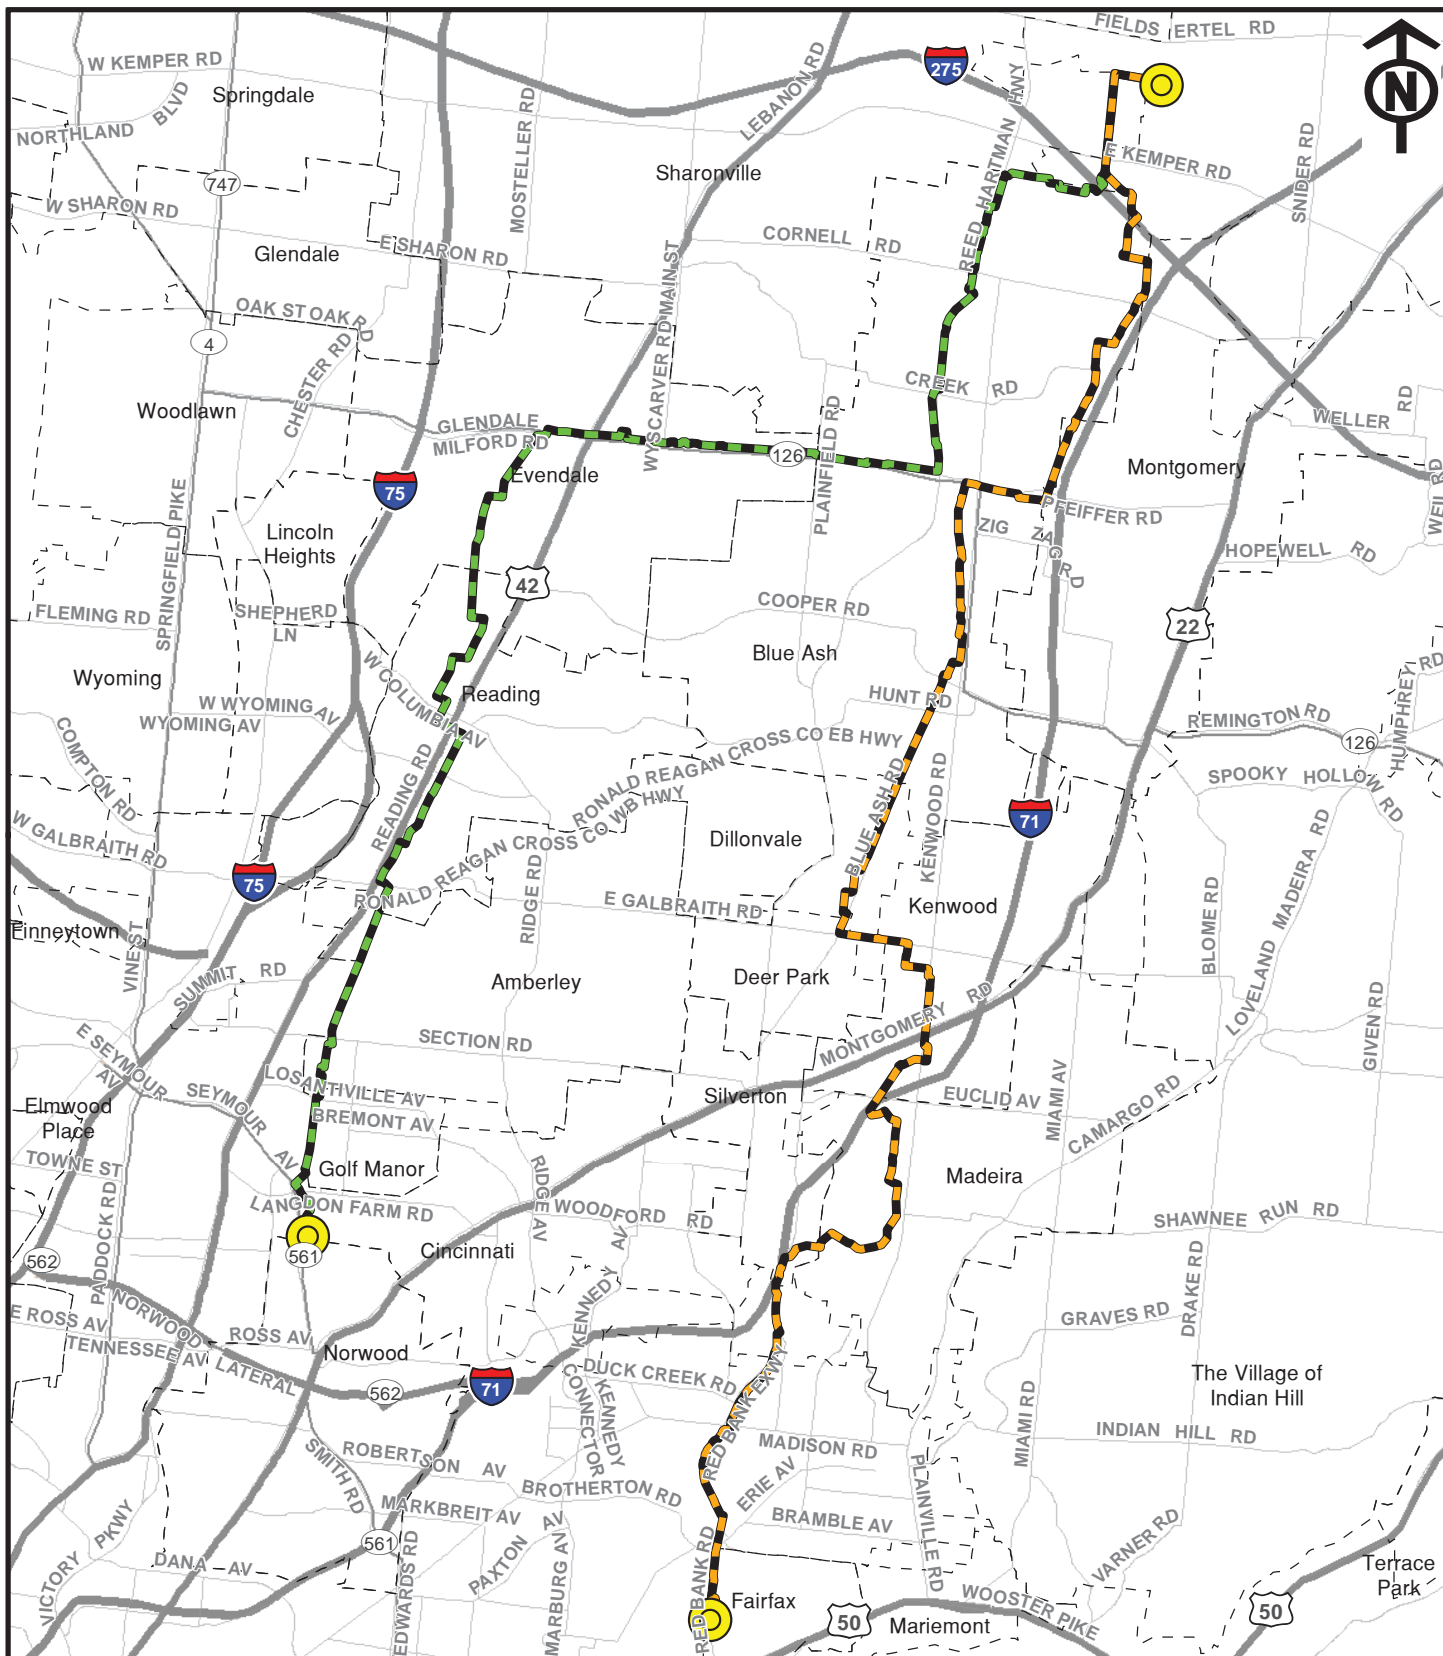 FIELDS ERTEL RD
W KEMPER RD
275
Springdale
BLVD
NORTHLAND
MOSTELLER RD
LEBANON RD
REED HARTMAN HWY
N
E KEMPER RD
SNIDER RD
Sharonville
747
W SHARON RD
E SHARON RD
Glendale
CORNELL RD
WYSCARVER RD
MAIN ST
OAK ST
OAK RD
4
CHESTER RD
CREEK RD
Woodlawn
GLENDALE
MILFORD RD
WELLER RD
PLAINFIELD RD
126
Evendale
Montgomery
75
SPRINGFIELD PIKE
PFEIFFER RD
WEIL RD
Lincoln
Heights
ZIG ZAG RD
HOPEWELL RD
42
FLEMING RD
SHEPHERD
LN
COOPER RD
22
Blue Ash
Wyoming
W COLUMBIA AV
Reading
HUNT RD
HUMPHREY RD
W WYOMING AV
WYOMING AV
REMINGTON RD
126
COMPTON RD
READING RD
RONALD REAGAN CROSS CO EB HWY
RONALD REAGAN CROSS CO WB HWY
BLUE ASH RD
KENWOOD RD
SPOOKY HOLLOW RD
71
W GALBRAITH RD
Dillonvale
75
RIDGE RD
E GALBRAITH RD
Kenwood
BLOME RD
LOVELAND MADEIRA RD
Finneytown
VINE ST
SUMMIT RD
Amberley
Deer Park
GIVEN RD
E SEYMOUR
AV
SECTION RD
MONTGOMERY RD
SEYMOUR AV
LOSANTIVILLE AV
BREMONT AV
Silverton
EUCLID AV
MIAMI AV
CAMARGO RD
Elmwood
Place
TOWNE ST
PADDOCK RD
Golf Manor
Madeira
LANGDON FARM RD
RIDGE AV
WOODFORD RD
SHAWNEE RUN RD
561
562
Cincinnati
KENNEDY AV
E ROSS AV
TENNESSEE AV
NORWOOD LATERAL
ROSS AV
Norwood
GRAVES RD
DRAKE RD
562
71
DUCK CREEK RD
KENNEDY
CONNECTOR
RED BANK EXWY
The Village of
Indian Hill
SMITH RD
ROBERTSON AV
MADISON RD
MIAMI RD
INDIAN HILL RD
BROTHERTON RD
ERIE AV
PLAINVILLE RD
MARKBREIT AV
561
VICTORY PKWY
DANA AV
EDWARDS RD
PAXTON AV
MARBURG AV
BRAMBLE AV
VARNER RD
RED BANK RD
Fairfax
WOOSTER PIKE
Terrace
Park
50
Mariemont
50